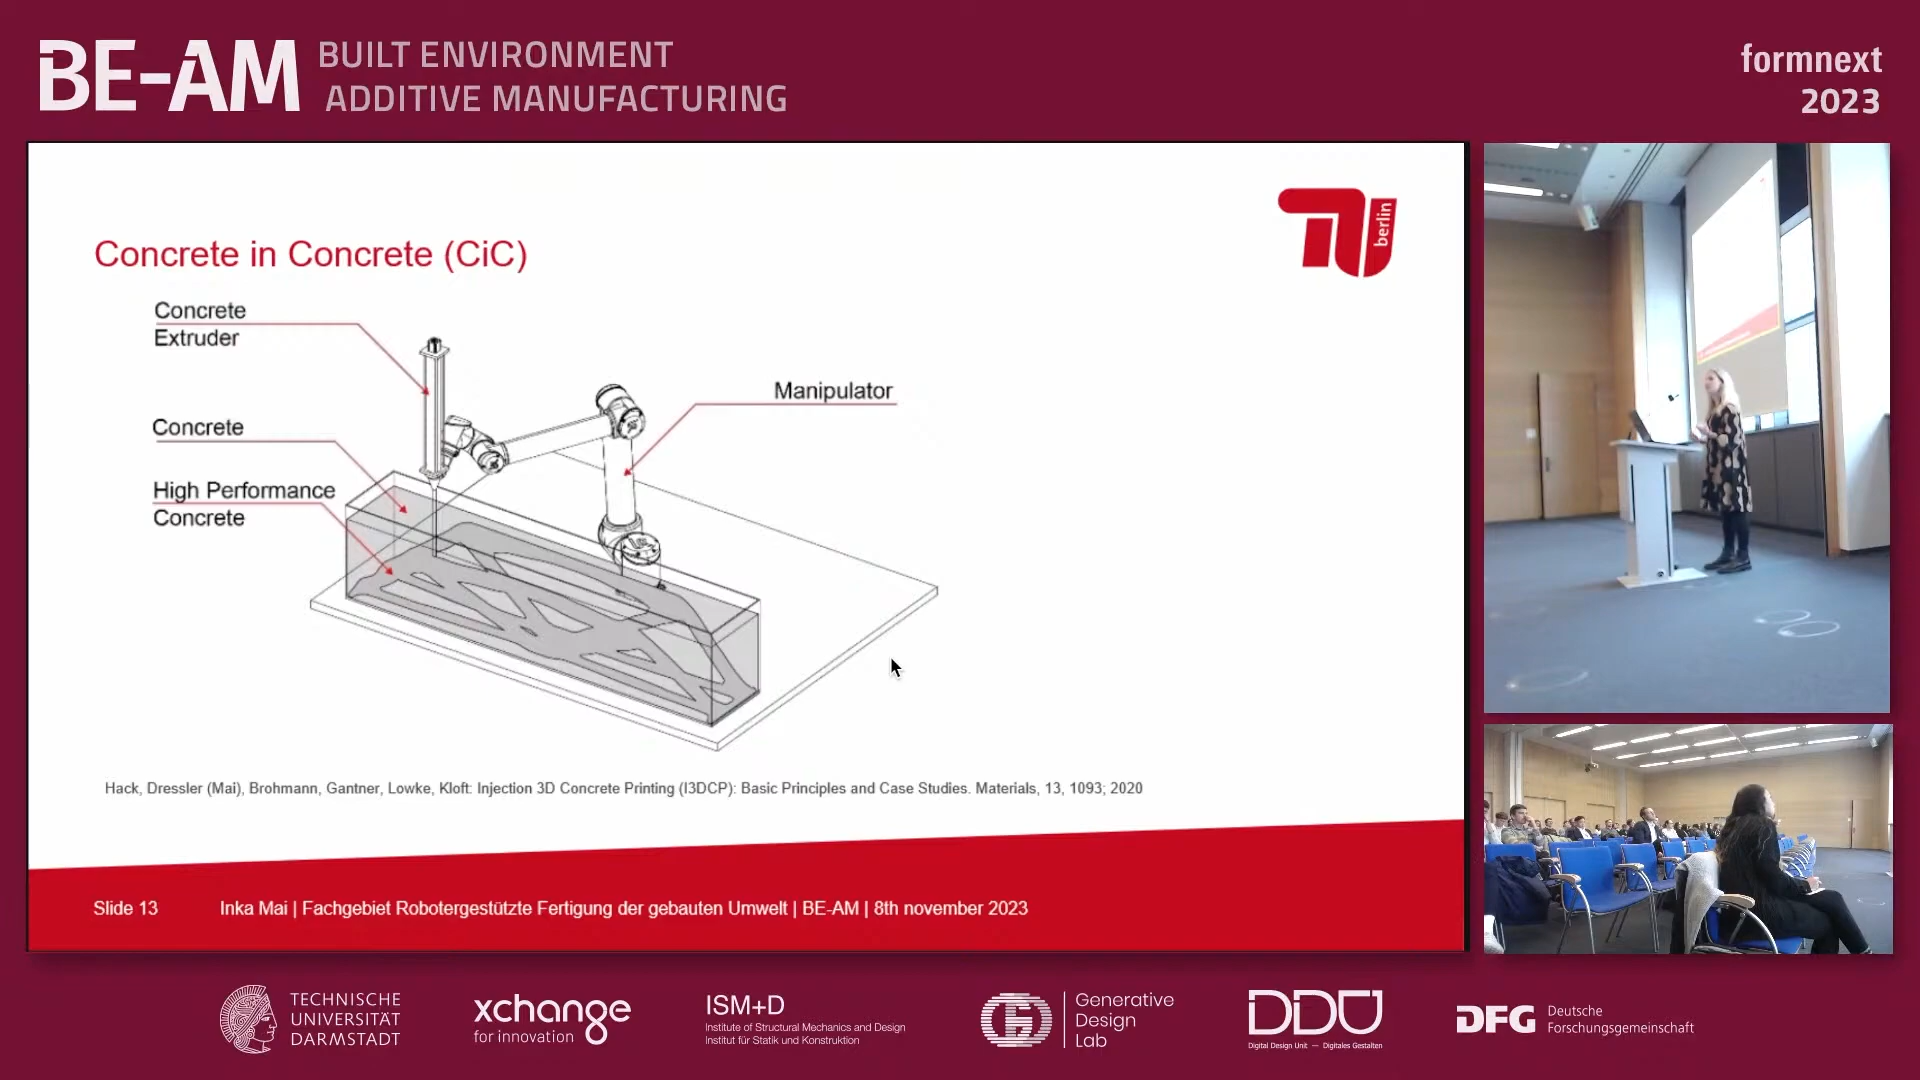 BE-AM
BUILT ENVIRONMENT
ADDITIVE MANUFACTURING
formnext
2023
berlin
Concrete in Concrete (CiC)
Concrete
Extruder
Manipulator
Concrete
High Performance
Concrete
Hack, Dressler (Mai), Brohmann, Gantner, Lowke, Kloft: Injection 3D Concrete Printing (I3DCP): Basic Principles and Case Studies. Materials, 13, 1093; 2020
Slide 13
Inka Mai | Fachgebiet Robotergestützte Fertigung der gebauten Umwelt | BE-AM | 8th november 2023
TECHNISCHE
UNIVERSITÄT
DARMSTADT
xchange
for innovation
ISM+D
Institute of Structural Mechanics and Design
Institut für Statik und Konstruktion
Generative
Design
Lab
DDU
Digital Design Unit — Digitales Gestalten
DFG
Deutsche
Forschungsgemeinschaft